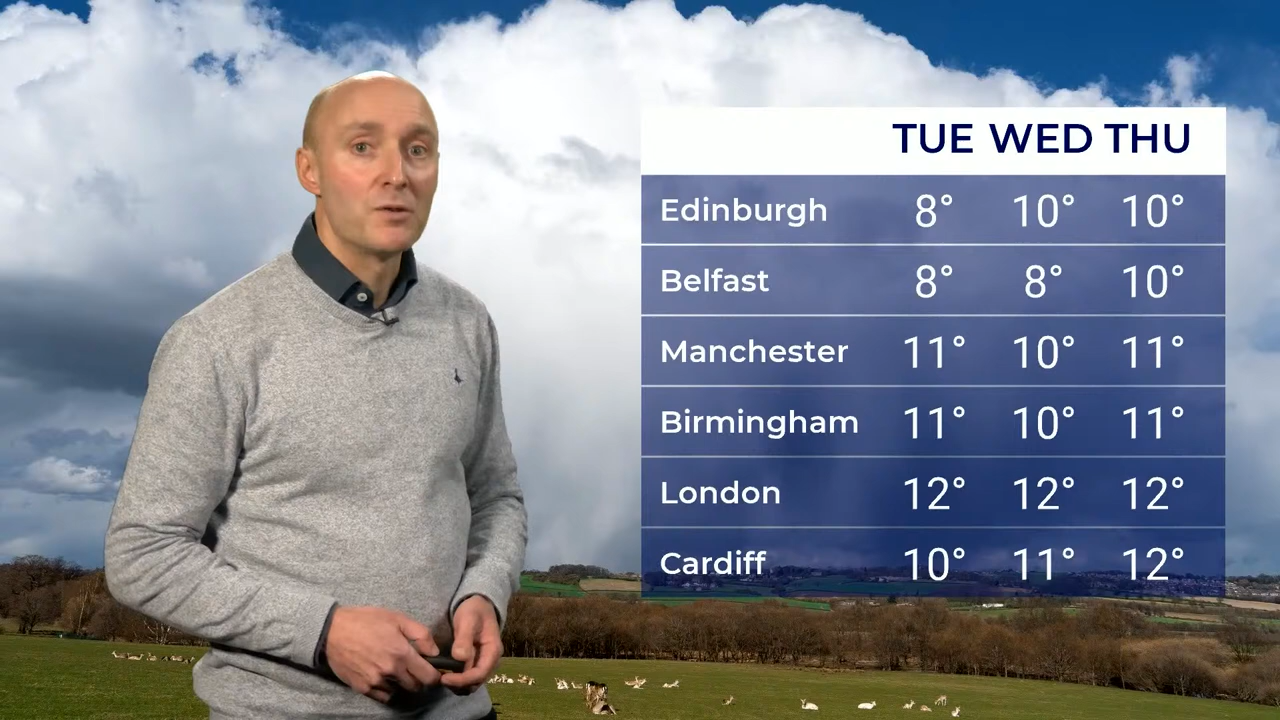 TUE WED THU
Edinburgh 8° 10° 10°
Belfast 8° 8° 10°
Manchester 11° 10° 11°
Birmingham 11° 10° 11°
London 12° 12° 12°
Cardiff 10° 11° 12°